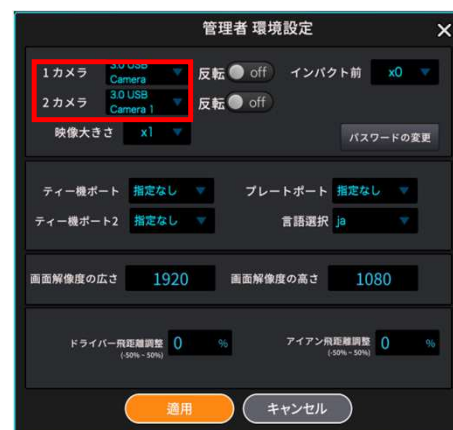 管理者 環境設定
1カメラ 3.0 USB Camera 反転 off インパクト前 x0
2カメラ 3.0 USB Camera 1 反転 off
映像大きさ x1 パスワードの変更
ティー機ポート 指定なし プレートポート 指定なし
ティー機ポート2 指定なし 言語選択 ja
画面解像度の広さ 1920 画面解像度の高さ 1080
ドライバー飛距離調整 0 % アイアン飛距離調整 0 %
(-50% ~ 50%) (-50% ~ 50%)
適用 キャンセル